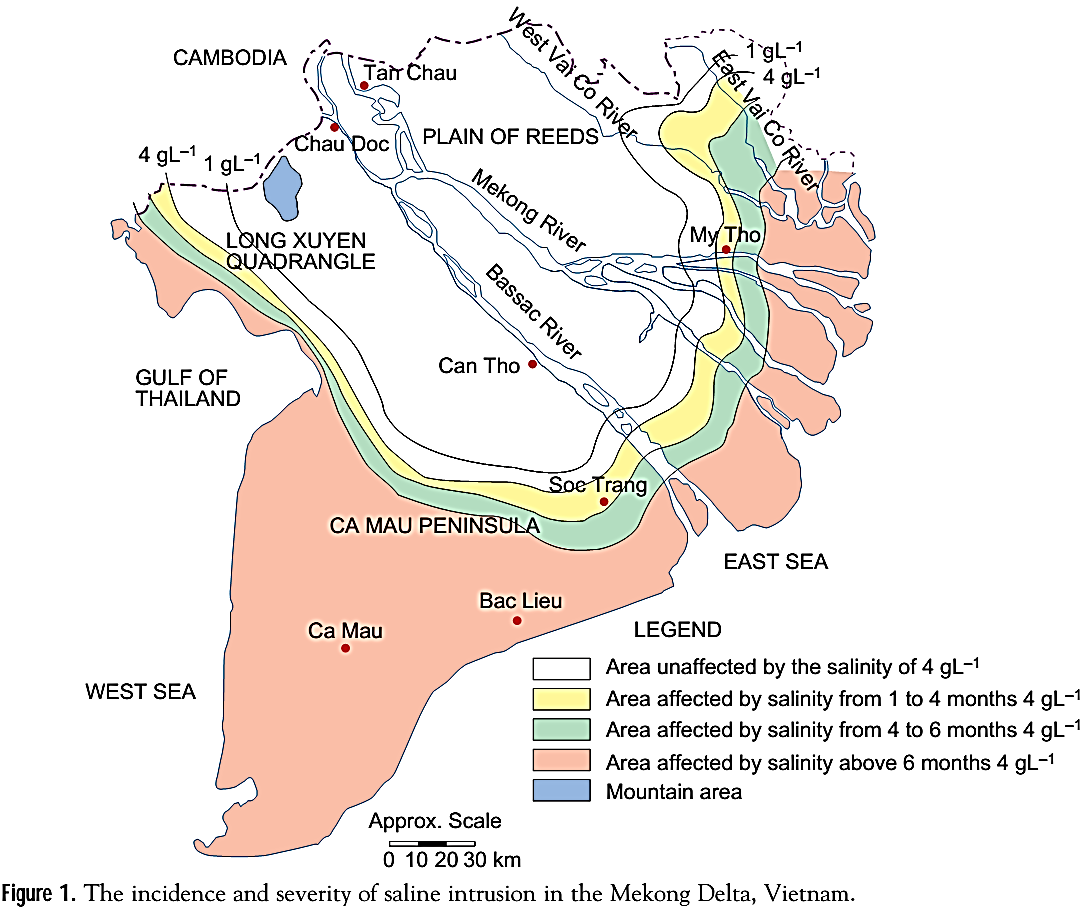 West Vai Co River
1 gL–1
CAMBODIA
East Vai Co River
4 gL–1
Tan Chau
PLAIN OF REEDS
Chau Doc
4 gL–1
1 gL–1
Mekong River
My Tho
LONG XUYEN
QUADRANGLE
Bassac River
Can Tho
GULF OF
THAILAND
Soc Trang
CA MAU PENINSULA
EAST SEA
Bac Lieu
Ca Mau
WEST SEA
LEGEND
Area unaffected by the salinity of 4 gL–1
Area affected by salinity from 1 to 4 months 4 gL–1
Area affected by salinity from 4 to 6 months 4 gL–1
Area affected by salinity above 6 months 4 gL–1
Mountain area
Approx. Scale
0 10 20 30 km
Figure 1. The incidence and severity of saline intrusion in the Mekong Delta, Vietnam.